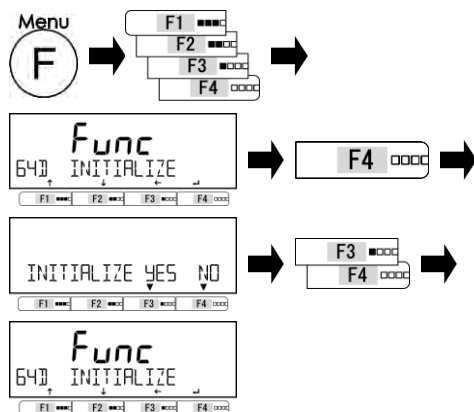 Menu
F
F1
F2
F3
F4
Func
64D INITIALIZE
F1 F2 F3 F4
F4
INITIALIZE YES NO
F1 F2 F3 F4
F3
F4
Func
64D INITIALIZE
F1 F2 F3 F4